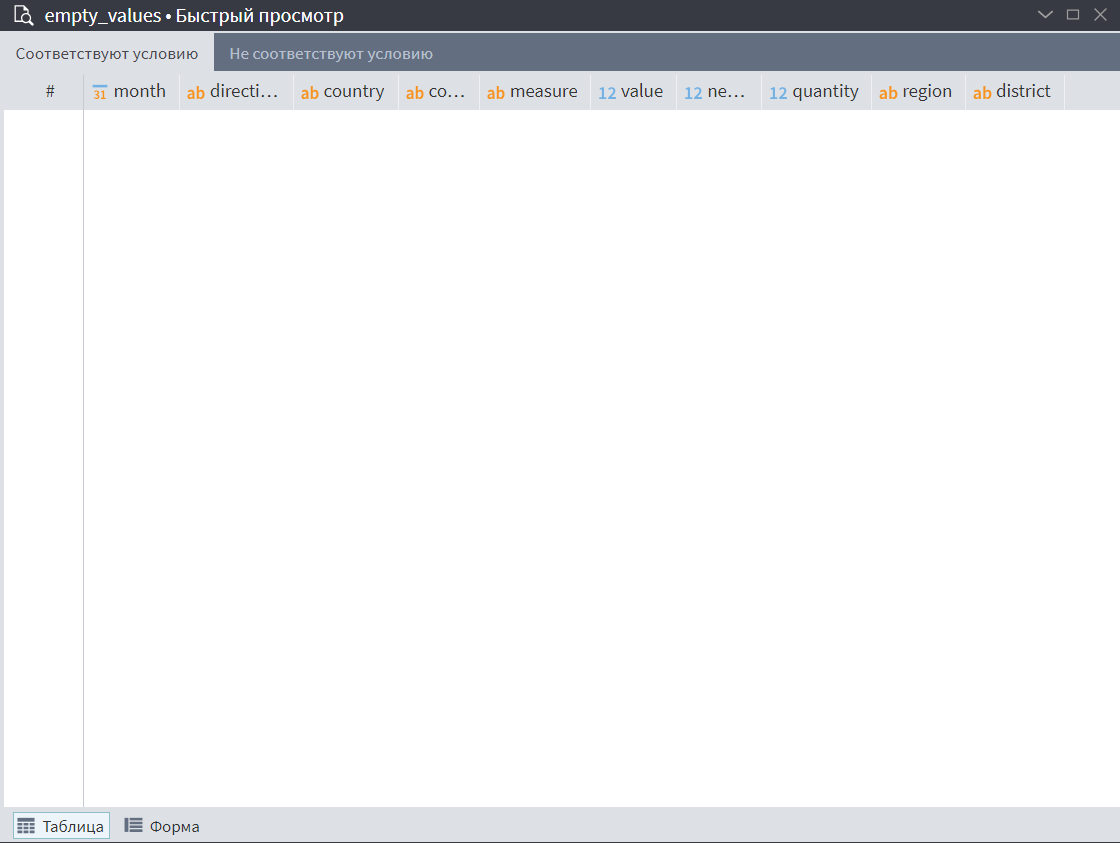 empty_values • Быстрый просмотр
Соответствуют условию Не соответствуют условию
# 31 month ab directi... ab country ab co... ab measure 12 value 12 ne... 12 quantity ab region ab district
Таблица Форма